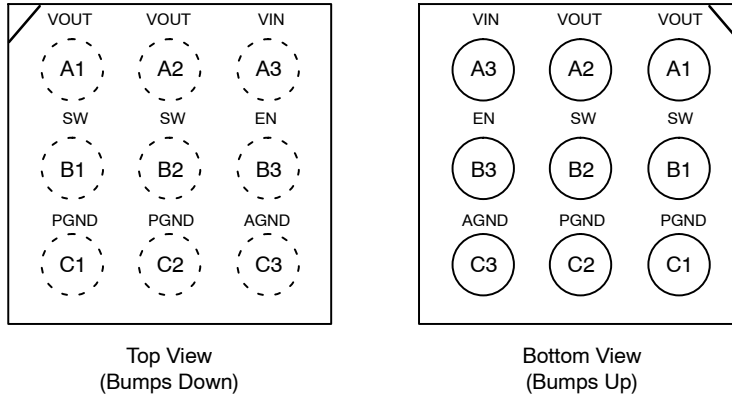 VOUT VOUT VIN
A1 A2 A3
SW SW EN
B1 B2 B3
PGND PGND AGND
C1 C2 C3
Top View
(Bumps Down)
VIN VOUT VOUT
A3 A2 A1
EN SW SW
B3 B2 B1
AGND PGND PGND
C3 C2 C1
Bottom View
(Bumps Up)